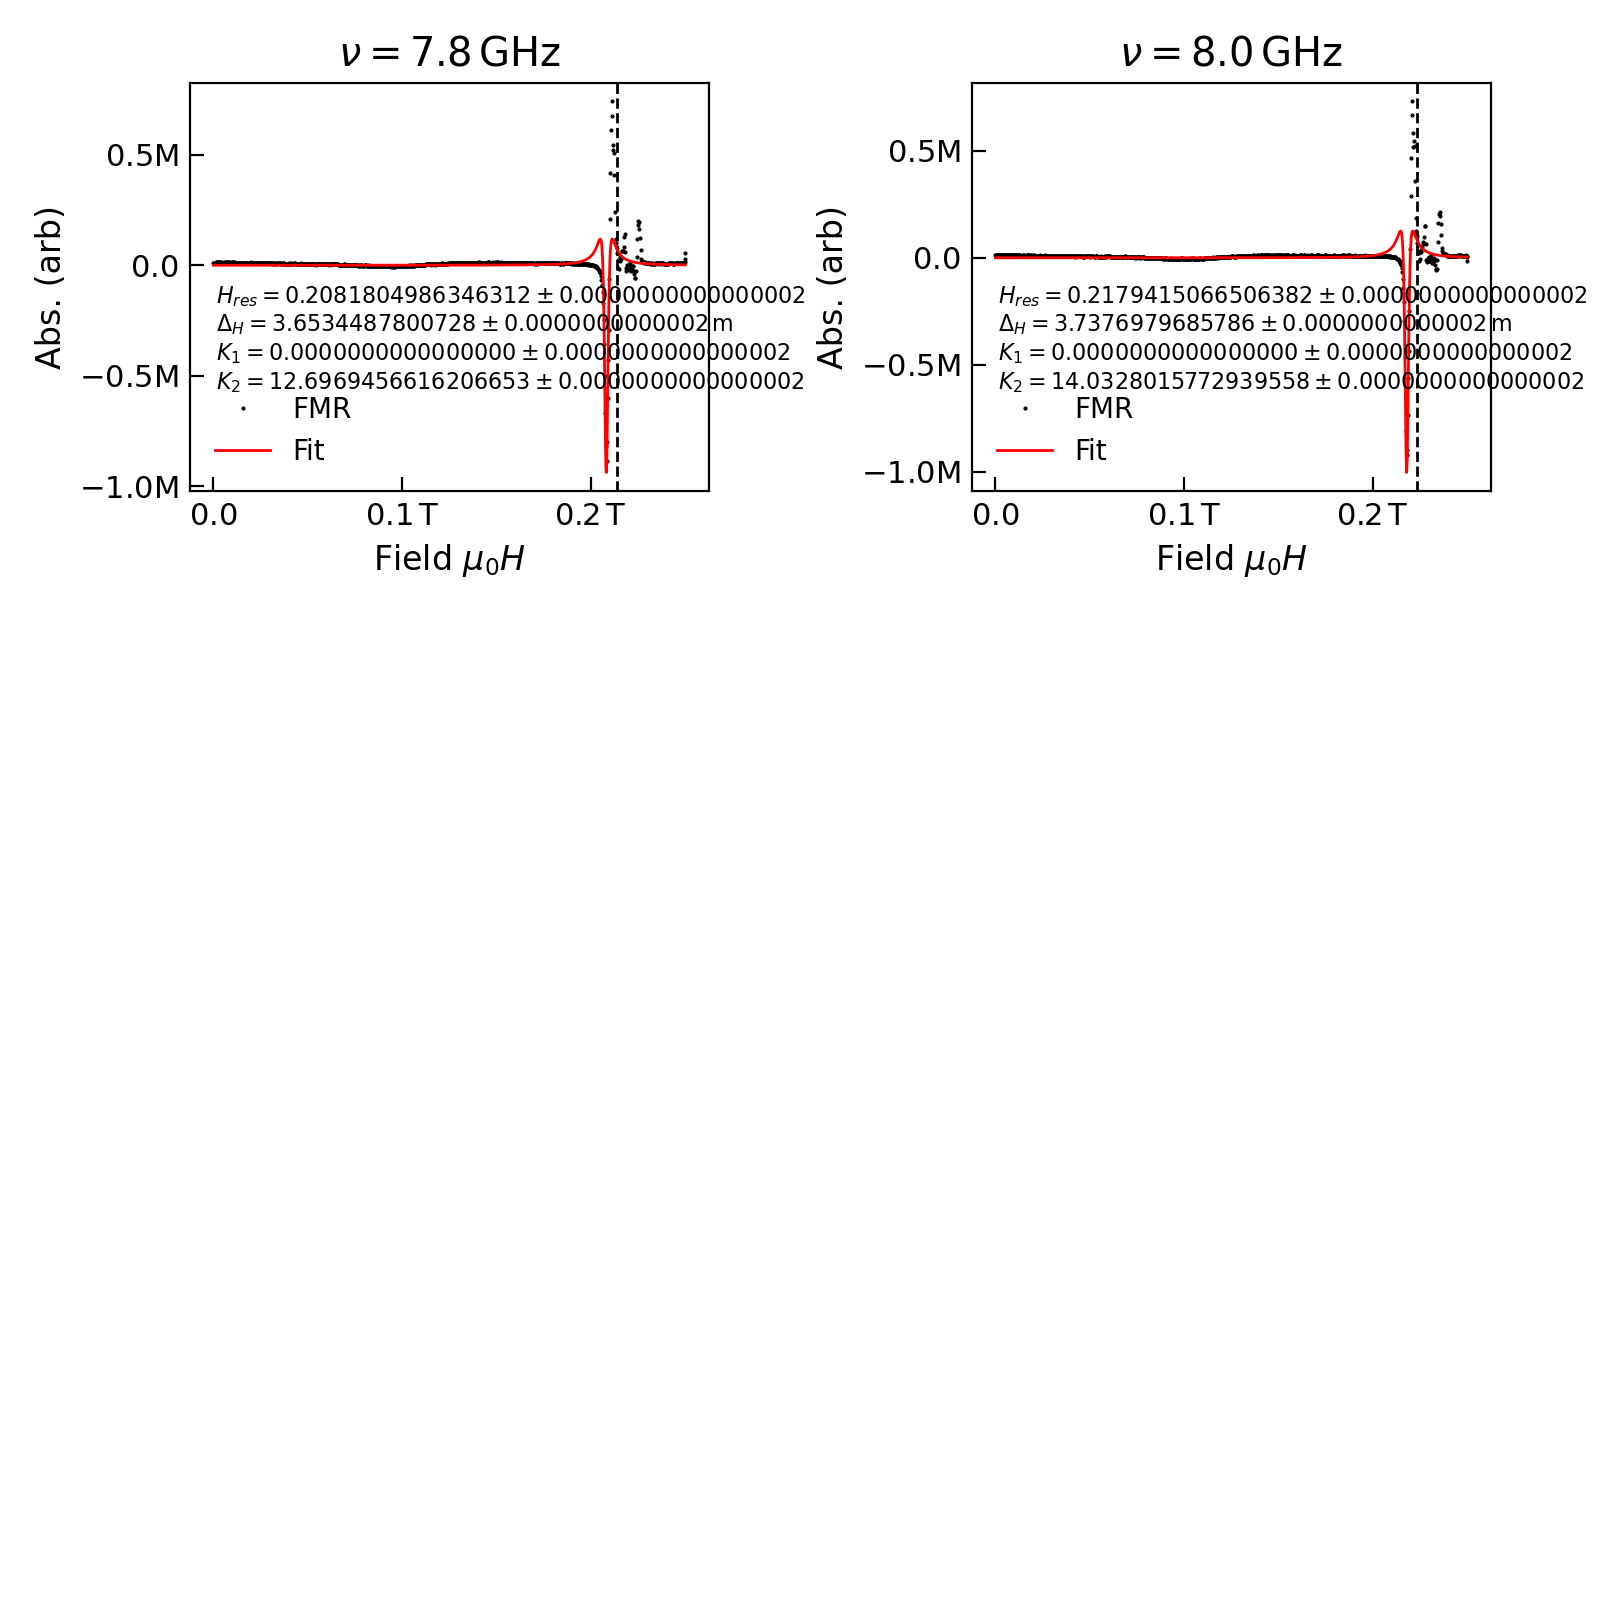 ν = 7.8 GHz
0.5M
0.0
−0.5M
−1.0M
Abs. (arb)
H_res = 0.2081804986346312 ± 0.0000000000000002
Δ_H = 3.6534487800728 ± 0.0000000000002 m
K_1 = 0.0000000000000000 ± 0.0000000000000002
K_2 = 12.6969456616206653 ± 0.0000000000000002
FMR
Fit
0.0
0.1 T
0.2 T
Field μ_0H
ν = 8.0 GHz
0.5M
0.0
−0.5M
−1.0M
Abs. (arb)
H_res = 0.2179415066506382 ± 0.0000000000000002
Δ_H = 3.7376979685786 ± 0.0000000000002 m
K_1 = 0.0000000000000000 ± 0.0000000000000002
K_2 = 14.0328015772939558 ± 0.0000000000000002
FMR
Fit
0.0
0.1 T
0.2 T
Field μ_0H